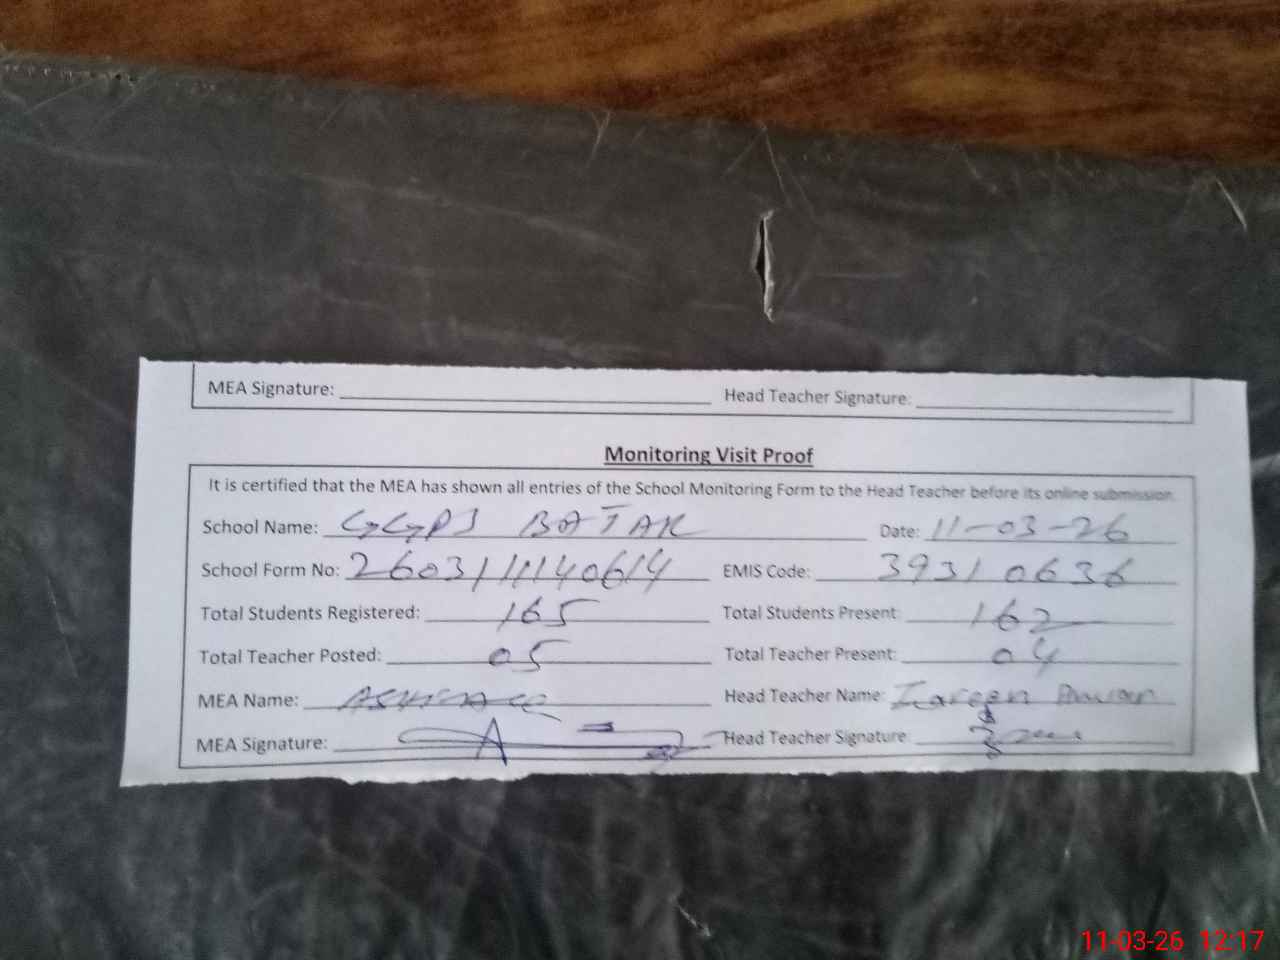 MEA Signature: Head Teacher Signature:
Monitoring Visit Proof
It is certified that the MEA has shown all entries of the School Monitoring Form to the Head Teacher before its online submission.
School Name: GGPS BATAR Date: 11-03-26
School Form No: EMIS Code: 39310636
Total Students Registered: 165 Total Students Present: 162
Total Teacher Posted: 05 Total Teacher Present: 04
MEA Name: Head Teacher Name:
MEA Signature: Head Teacher Signature:
11-03-26 12:17